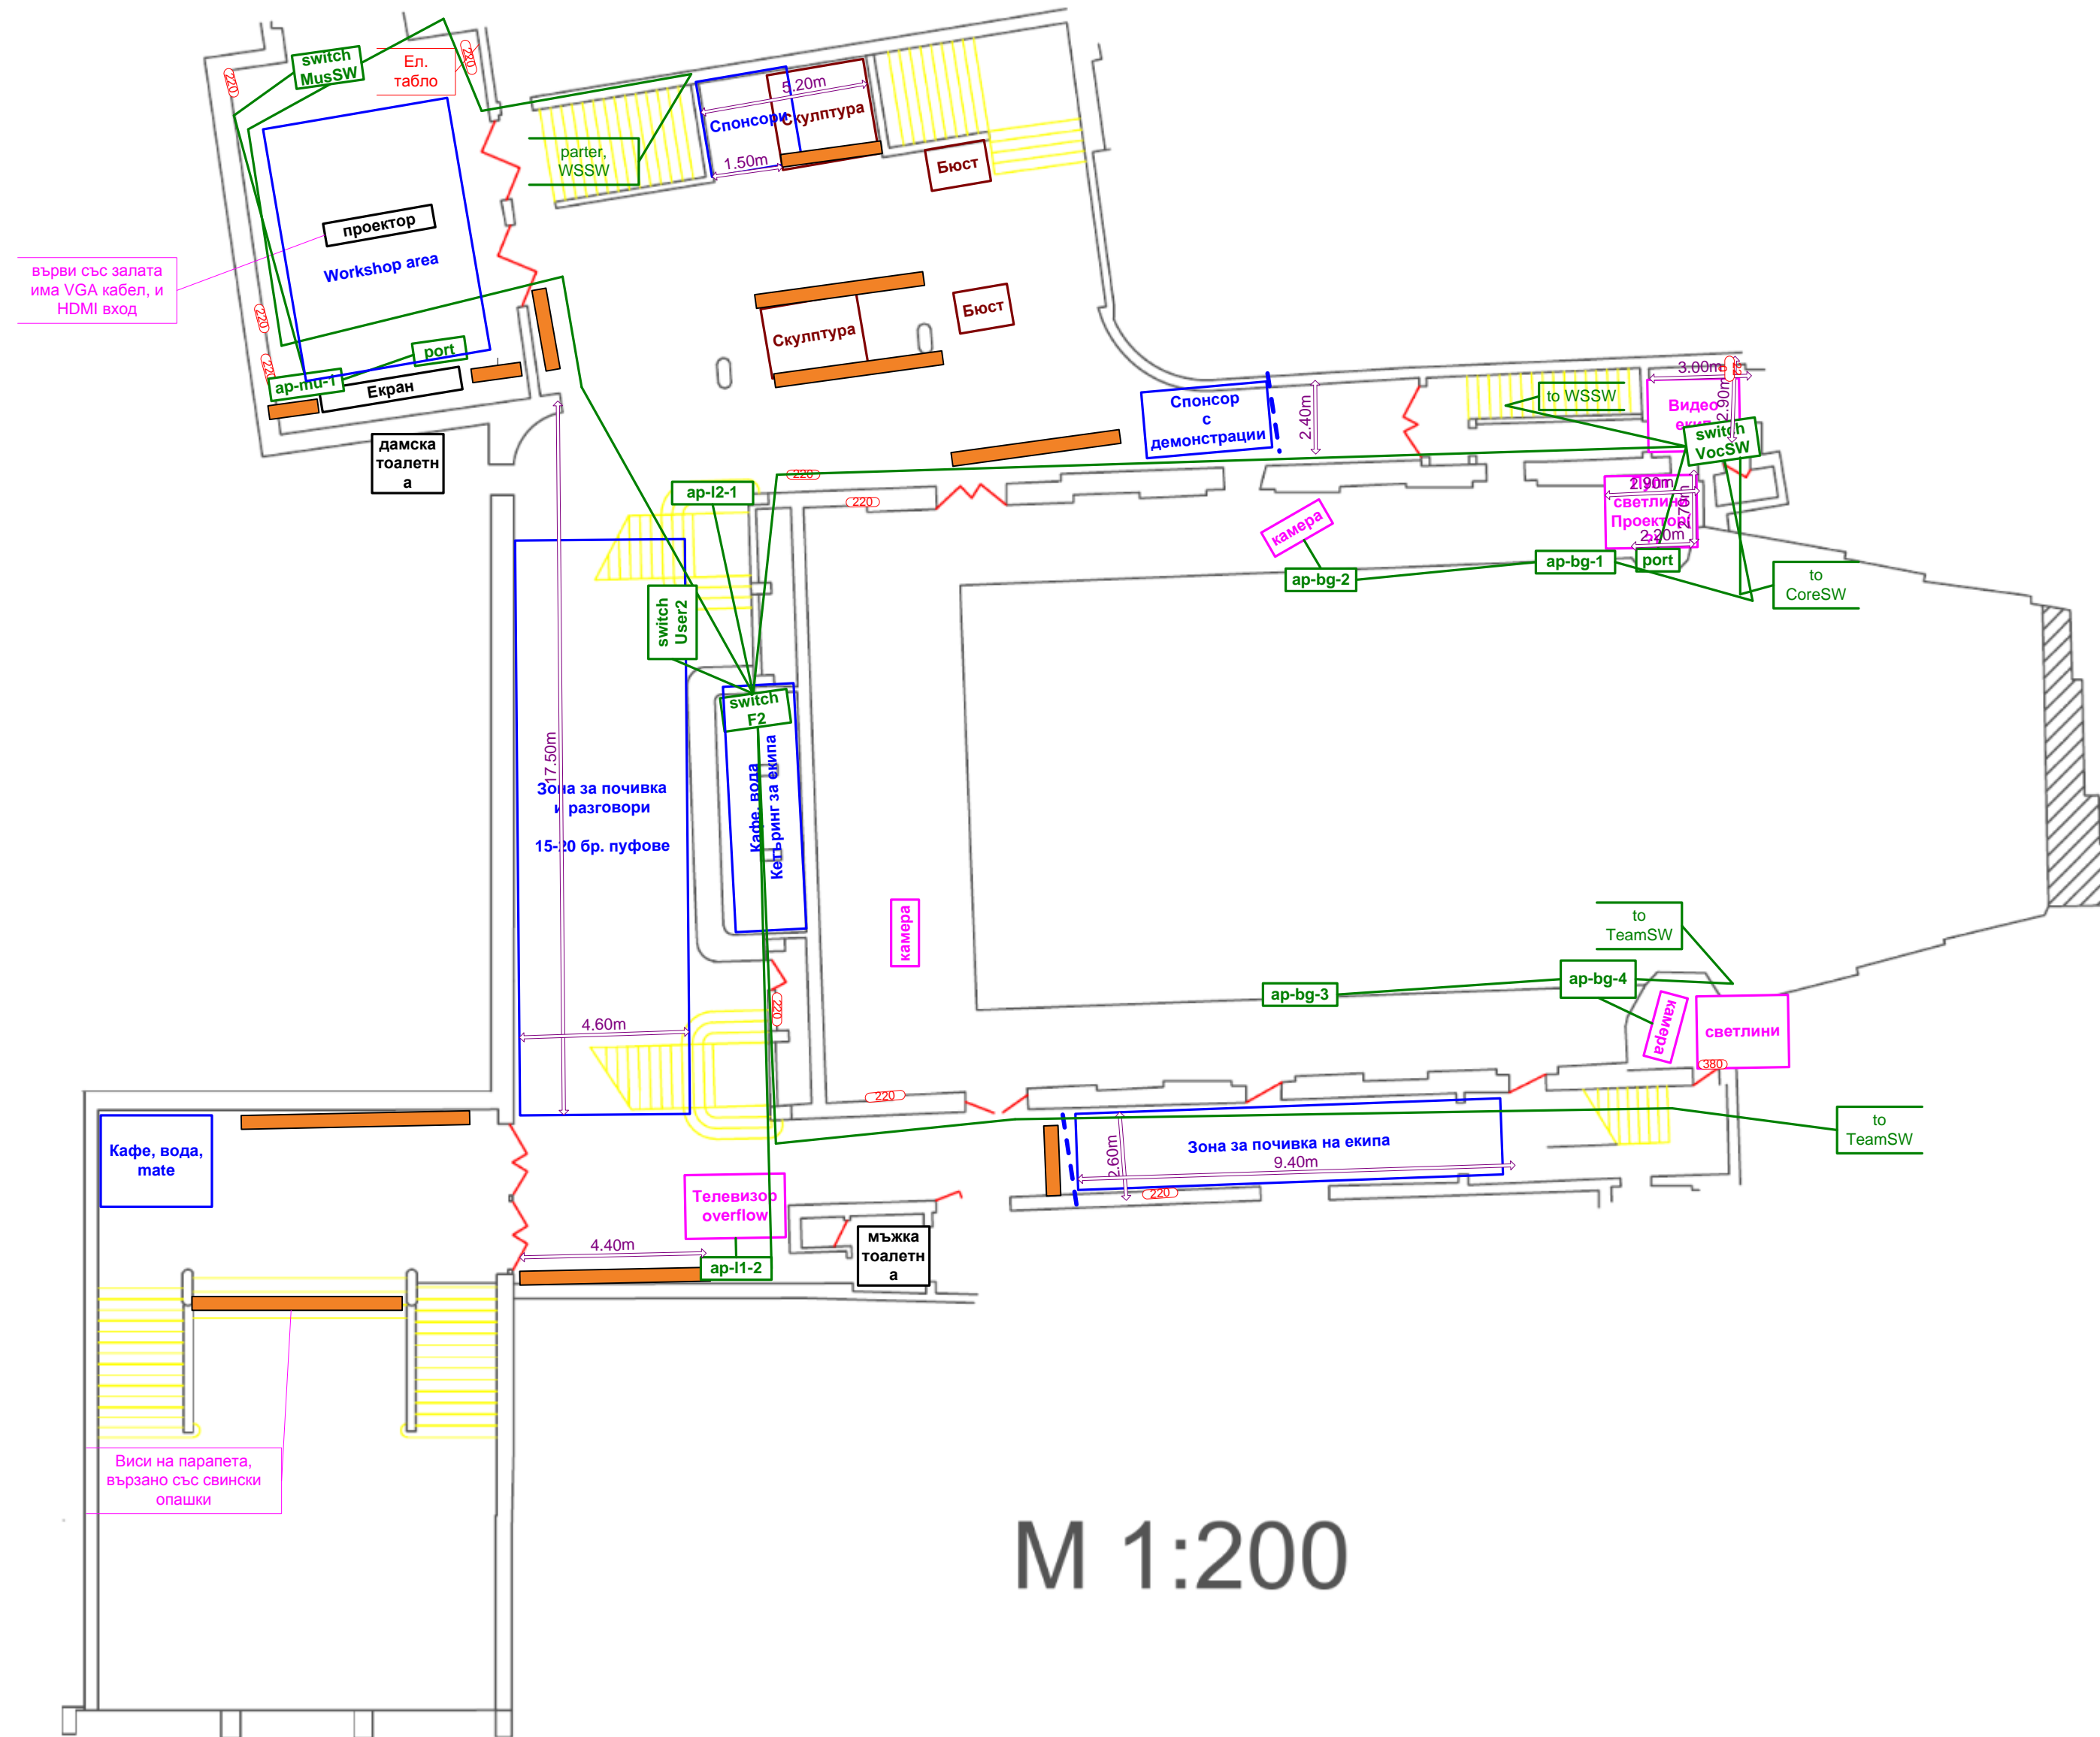 switch
MusSW
Ел.
табло
220
220
5.20m
Спонсори
Скулптура
1.50m
parter,
WSSW
Бюст
проектор
Workshop area
върви със залата
има VGA кабел, и
HDMI вход
220
Бюст
Скулптура
port
220
ap-mu-1
Екран
дамска
тоалетн
а
Спонсор
с
демонстрации
2.40m
to WSSW
3.00m
2.90m
Видео
switch
VocSW
220
220
ap-l2-1
2.90m
светлини
Проектор
2.20m
port
камера
ap-bg-2
ap-bg-1
to
CoreSW
switch
User2
switch
F2
17.50m
Зона за почивка
и разговори
15-20 бр. пуфове
Кафе, вода
Кетъринг за екипа
камера
to
TeamSW
ap-bg-4
ap-bg-3
камера
светлини
380
220
4.60m
220
Кафе, вода,
mate
Зона за почивка на екипа
2.60m
9.40m
220
to
TeamSW
Телевизор
overflow
4.40m
ap-l1-2
мъжка
тоалетн
а
Виси на парапета,
вързано със свински
опашки
M 1:200